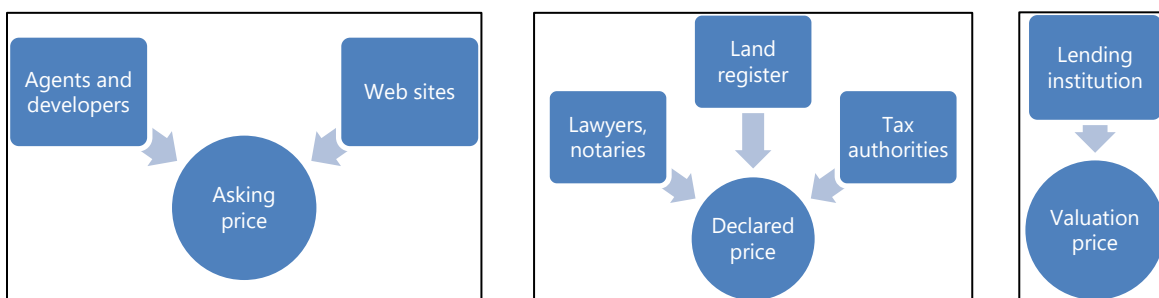 Agents and
developers
Web sites
Asking
price
Land
register
Lawyers,
notaries
Tax
authorities
Declared
price
Lending
institution
Valuation
price